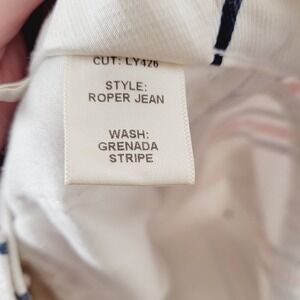 CUT: LY426
STYLE:
ROPER JEAN
WASH:
GRENADA
STRIPE